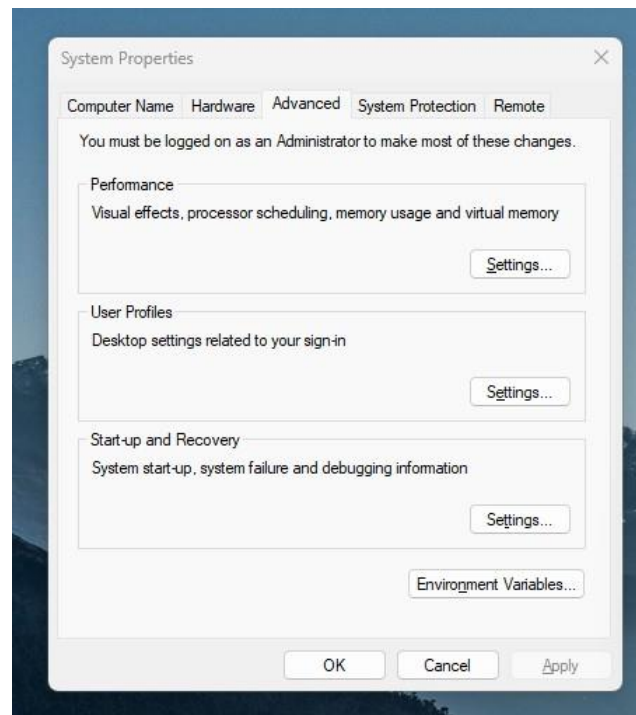 System Properties
Computer Name Hardware Advanced System Protection Remote
You must be logged on as an Administrator to make most of these changes.
Performance
Visual effects, processor scheduling, memory usage and virtual memory
Settings...
User Profiles
Desktop settings related to your sign-in
Settings...
Start-up and Recovery
System start-up, system failure and debugging information
Settings...
Environment Variables...
OK Cancel Apply